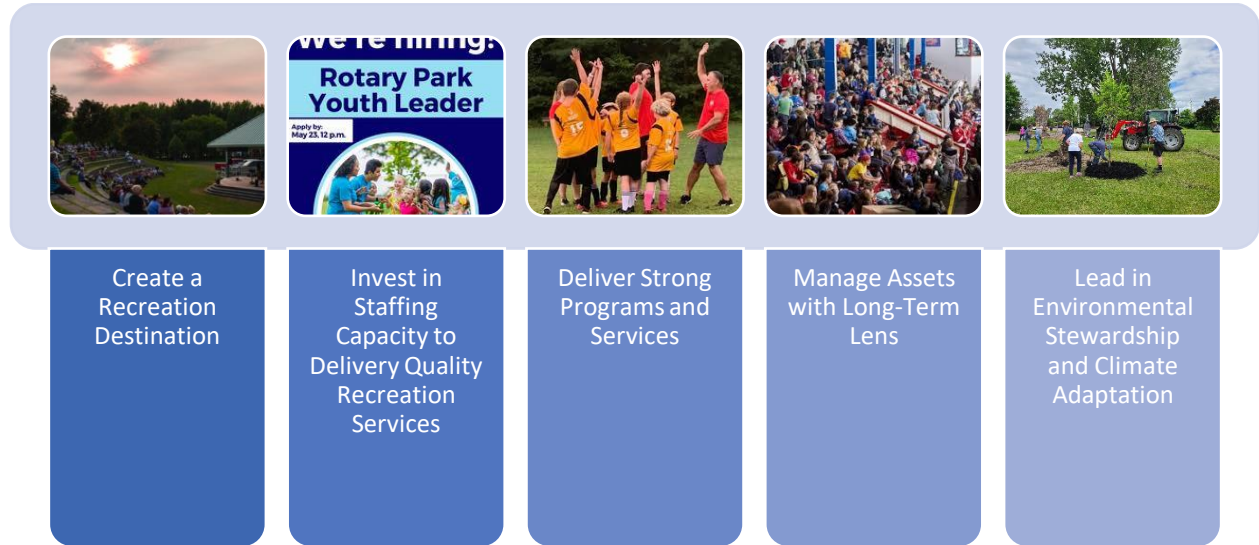 We're hiring!
Rotary Park
Youth Leader
Apply by:
May 23, 12 p.m.
Create a
Recreation
Destination
Invest in
Staffing
Capacity to
Delivery Quality
Recreation
Services
Deliver Strong
Programs and
Services
Manage Assets
with Long-Term
Lens
Lead in
Environmental
Stewardship
and Climate
Adaptation